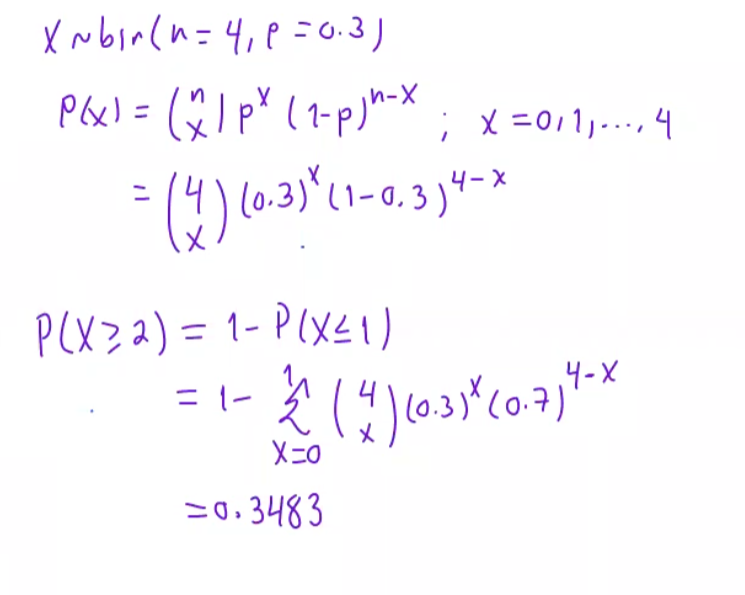 X ~ bin(n = 4, p = 0.3)
P(x) = (n x) p^x (1-p)^n-x ; x = 0, 1, ..., 4
= (4 x) (0.3)^x (1-0.3)^4-x
P(X ≥ 2) = 1 - P(X ≤ 1)
= 1 - Σ_{x=0}^{1} (4 x) (0.3)^x (0.7)^4-x
= 0.3483